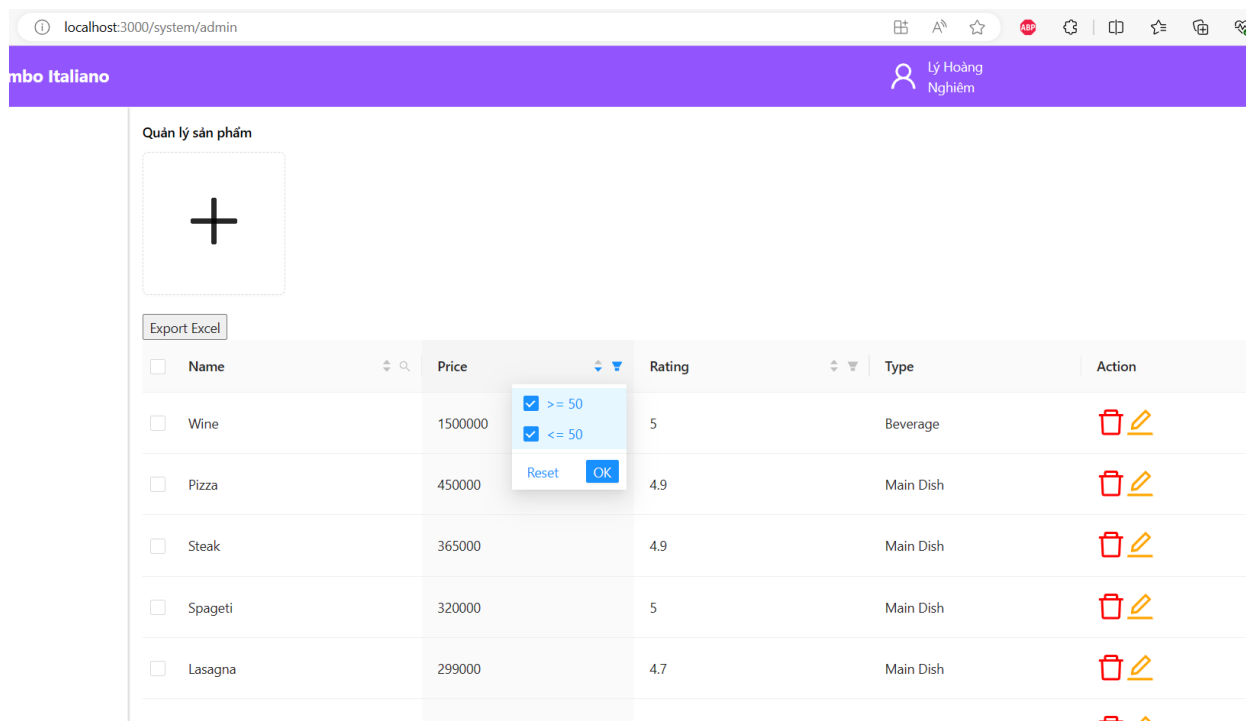 localhost:3000/system/admin
ABP
mbo Italiano
Lý Hoàng
Nghiêm
Quản lý sản phẩm
Export Excel
Name Price Rating Type Action
>= 50
Wine 1500000 5 Beverage
<= 50
Reset OK
Pizza 450000 4.9 Main Dish
Steak 365000 4.9 Main Dish
Spageti 320000 5 Main Dish
Lasagna 299000 4.7 Main Dish